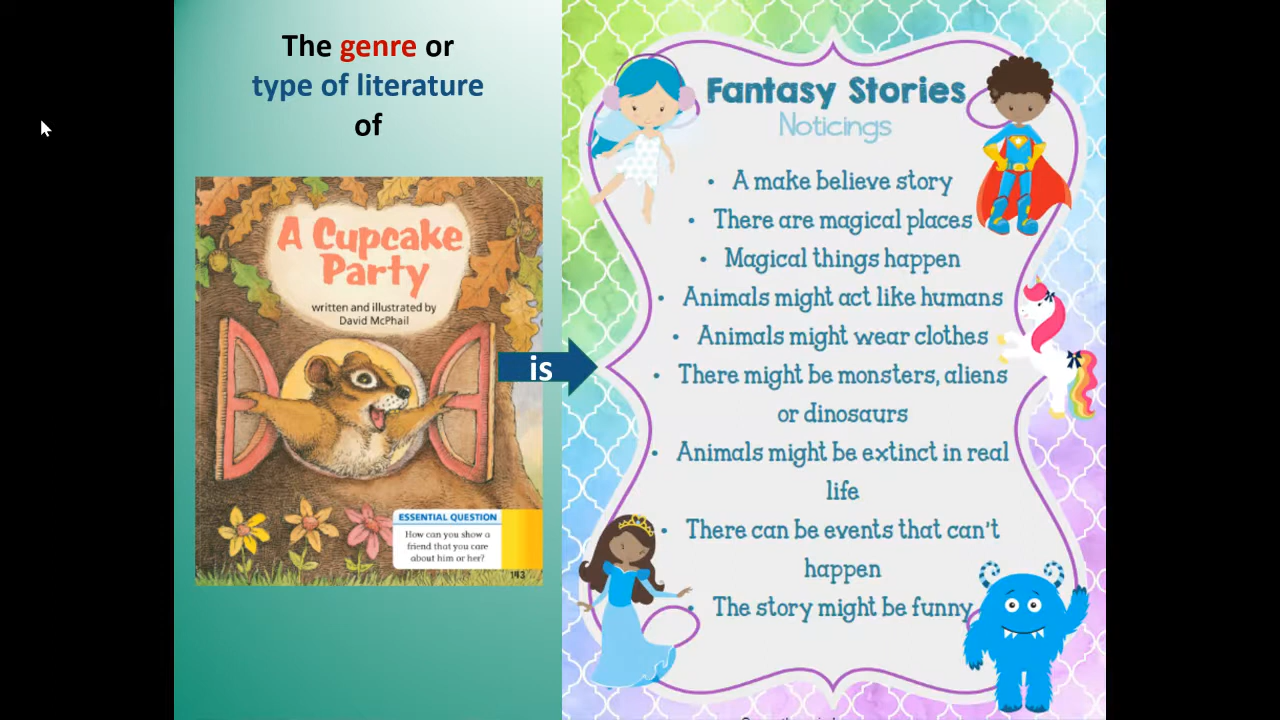 The genre or
type of literature
of
A Cupcake
Party
written and illustrated by
David McPhail
ESSENTIAL QUESTION
How can you show a
friend that you care
about him or her?
143
is
Fantasy Stories
Noticings
• A make believe story
• There are magical places
• Magical things happen
• Animals might act like humans
• Animals might wear clothes
• There might be monsters, aliens
or dinosaurs
• Animals might be extinct in real
life
• There can be events that can't
happen
• The story might be funny